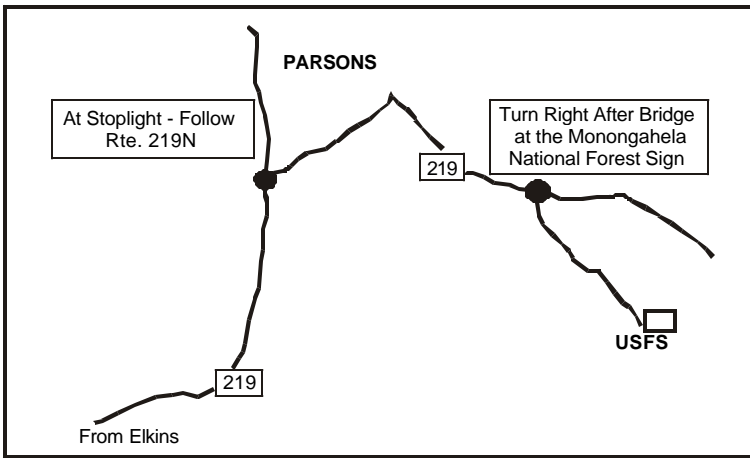 PARSONS
At Stoplight - Follow
Rte. 219N
Turn Right After Bridge
at the Monongahela
National Forest Sign
219
USFS
219
From Elkins